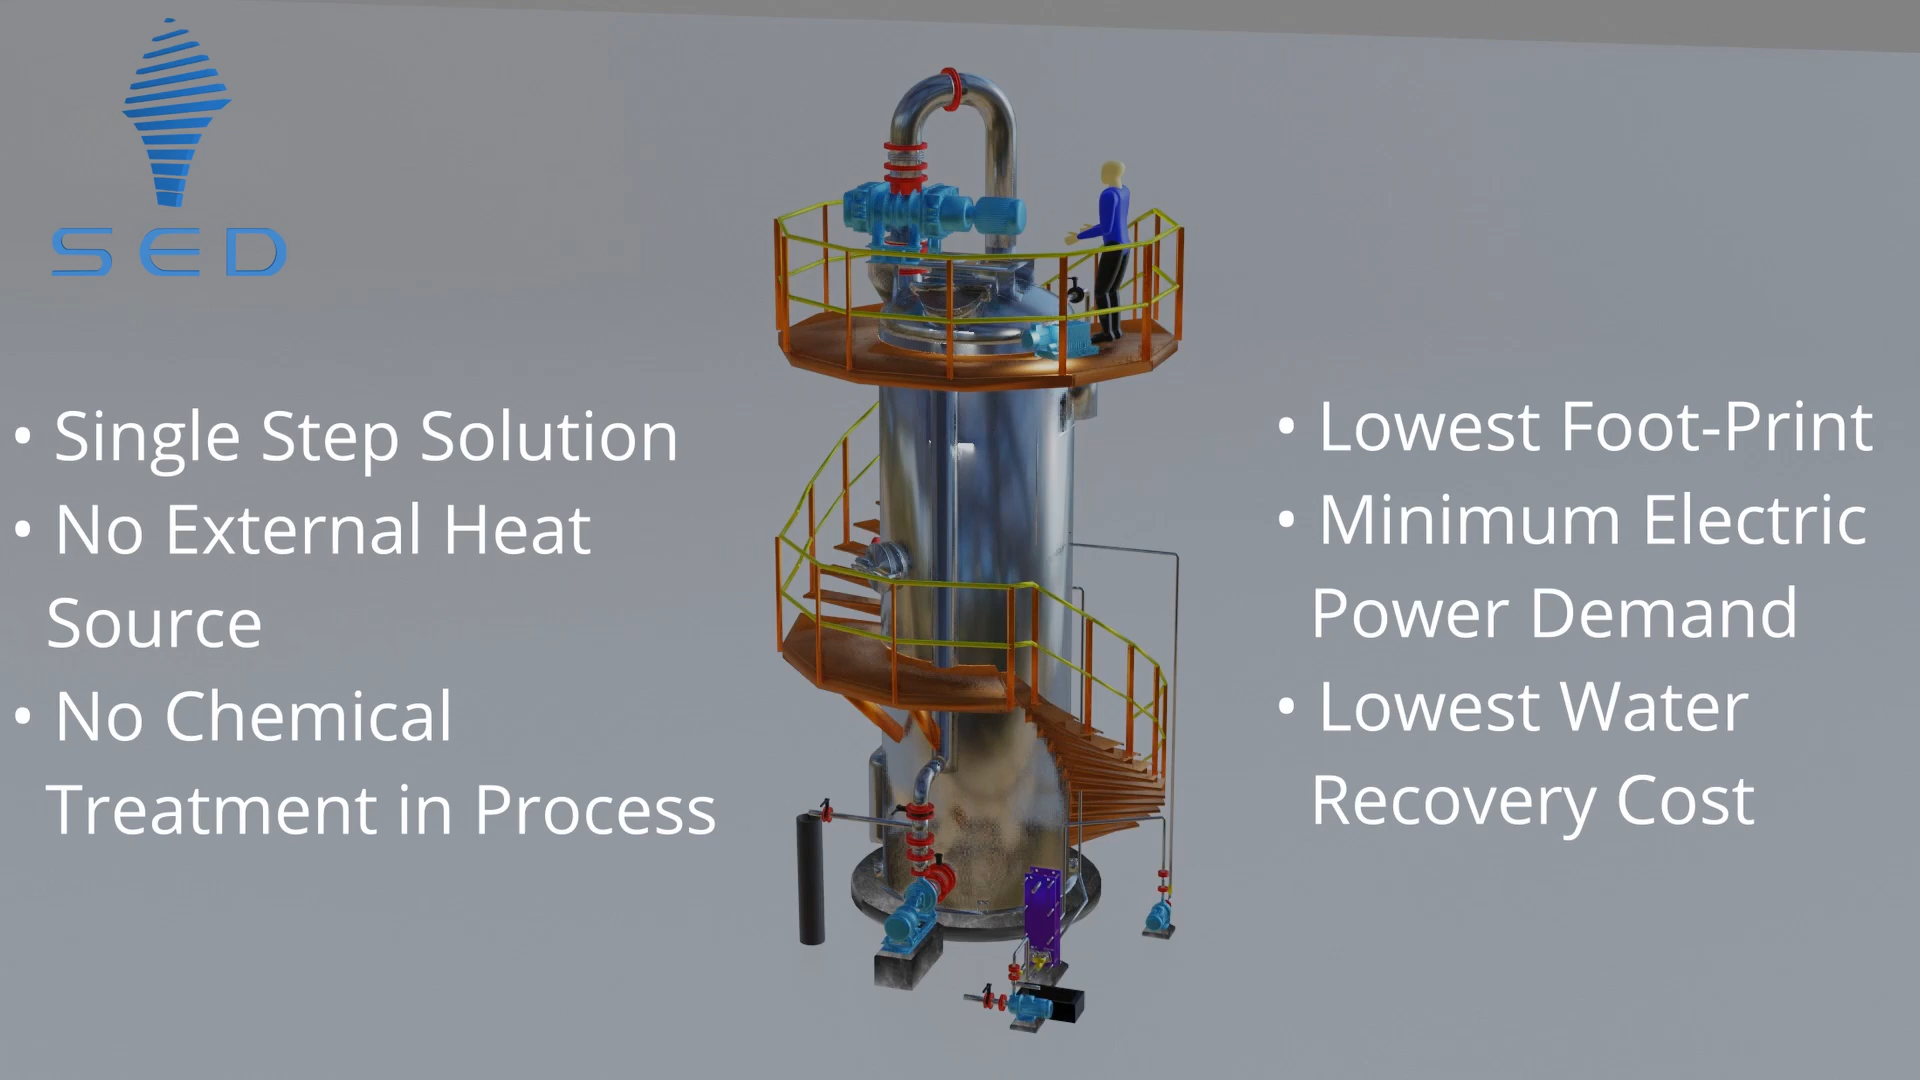 SED
• Single Step Solution
• No External Heat
Source
• No Chemical
Treatment in Process
• Lowest Foot-Print
• Minimum Electric
Power Demand
• Lowest Water
Recovery Cost